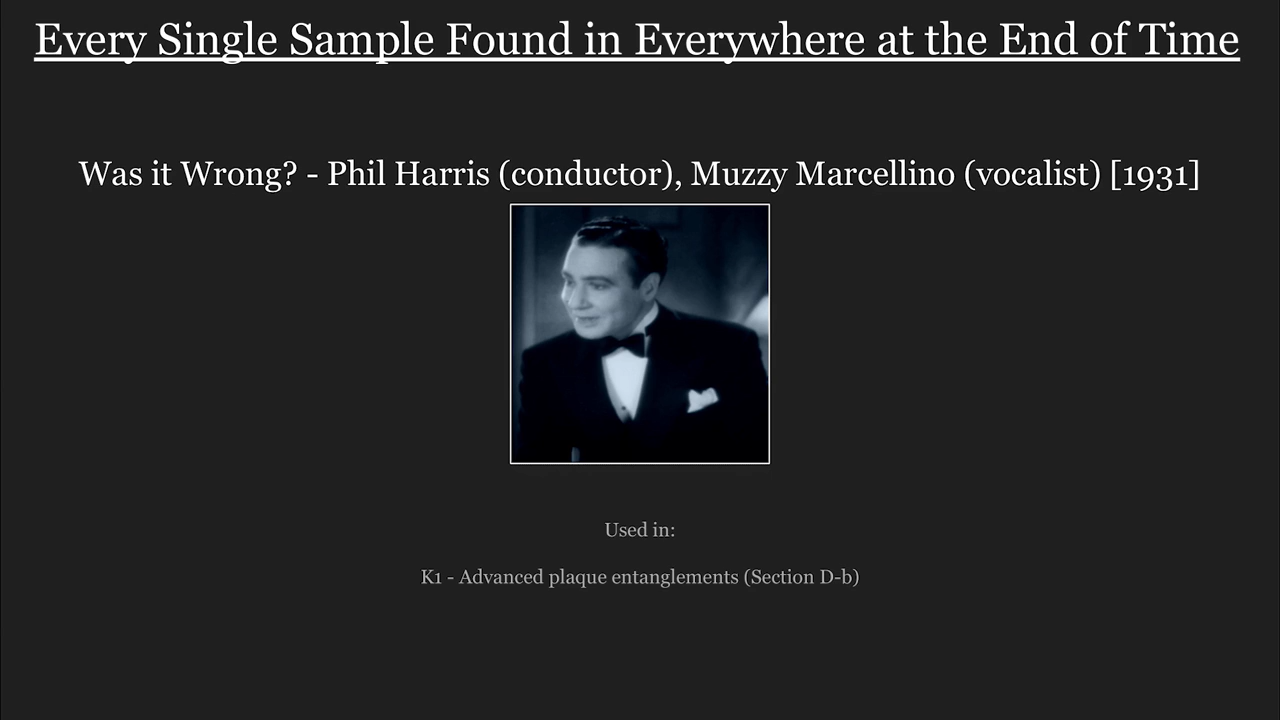 Every Single Sample Found in Everywhere at the End of Time
Was it Wrong? - Phil Harris (conductor), Muzzy Marcellino (vocalist) [1931]
Used in:
K1 - Advanced plaque entanglements (Section D-b)